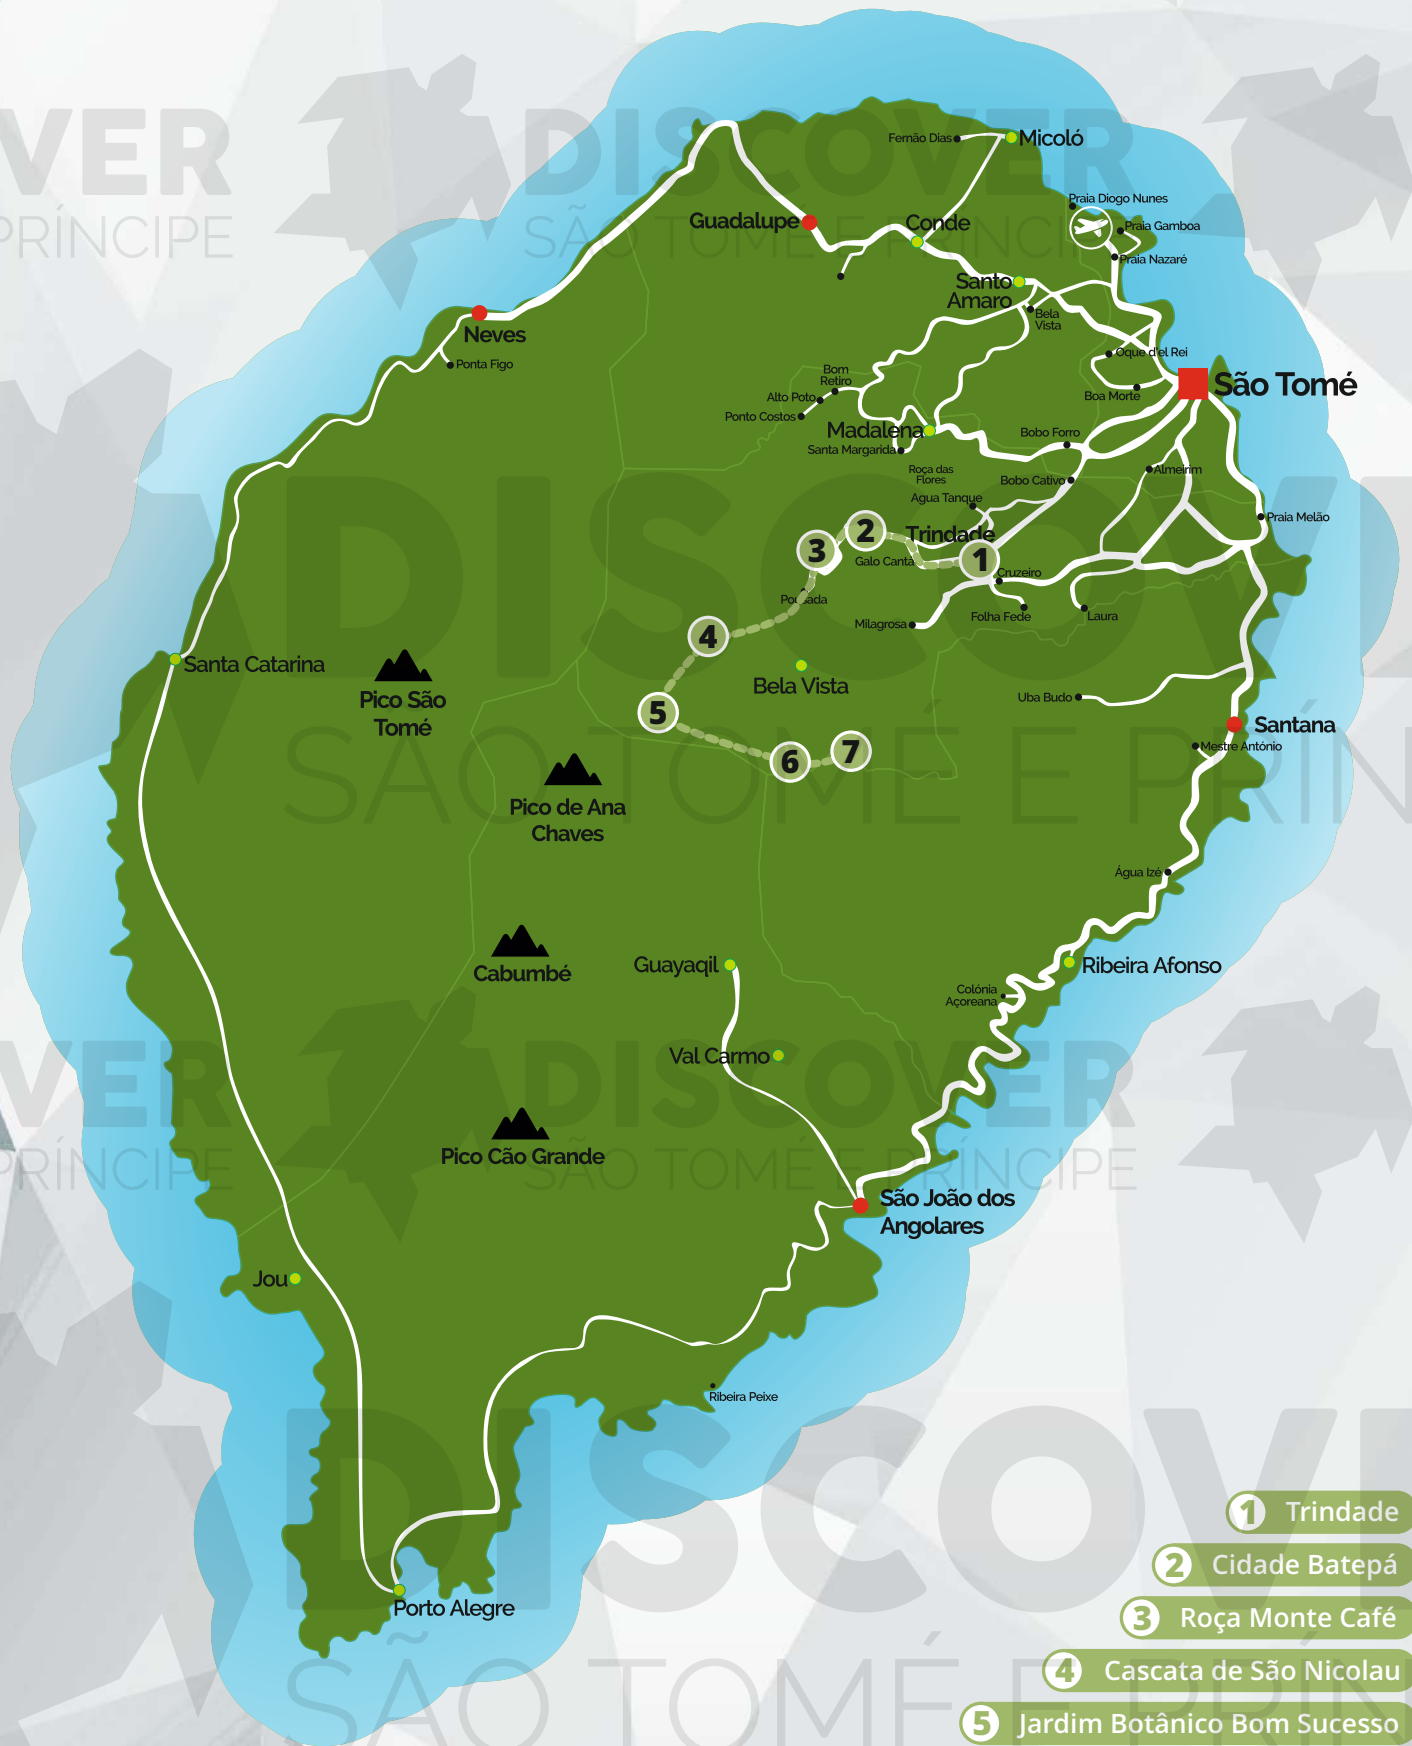 DISCOVER
SÃO TOMÉ E PRÍNCIPE
Fernão Dias
Micoló
Praia Diogo Nunes
Guadalupe
Conde
Praia Gamboa
Praia Nazaré
Santo
Amaro
Bela
Vista
Neves
Ponta Figo
Oque d'el Rei
Bom
Retiro
São Tomé
Alto Poto
Boa Morte
Ponto Costos
Madalena
Bobo Forro
Santa Margarida
Roça das
Flores
Almeirim
Bobo Cativo
Agua Tanque
Praia Melão
2
Trindade
3
Galo Canta
1
Cruzeiro
Pousada
Folha Fede
Laura
Milagrosa
4
Santa Catarina
Bela Vista
Pico São
Tomé
Uba Budo
5
Santana
Mestre António
6
7
Pico de Ana
Chaves
Água Izé
Cabumbé
Guayaqil
Ribeira Afonso
Colónia
Açoreana
Val Carmo
Pico Cão Grande
São João dos
Angolares
Jou
Ribeira Peixe
Porto Alegre
1 Trindade
2 Cidade Batepá
3 Roça Monte Café
4 Cascata de São Nicolau
5 Jardim Botânico Bom Sucesso